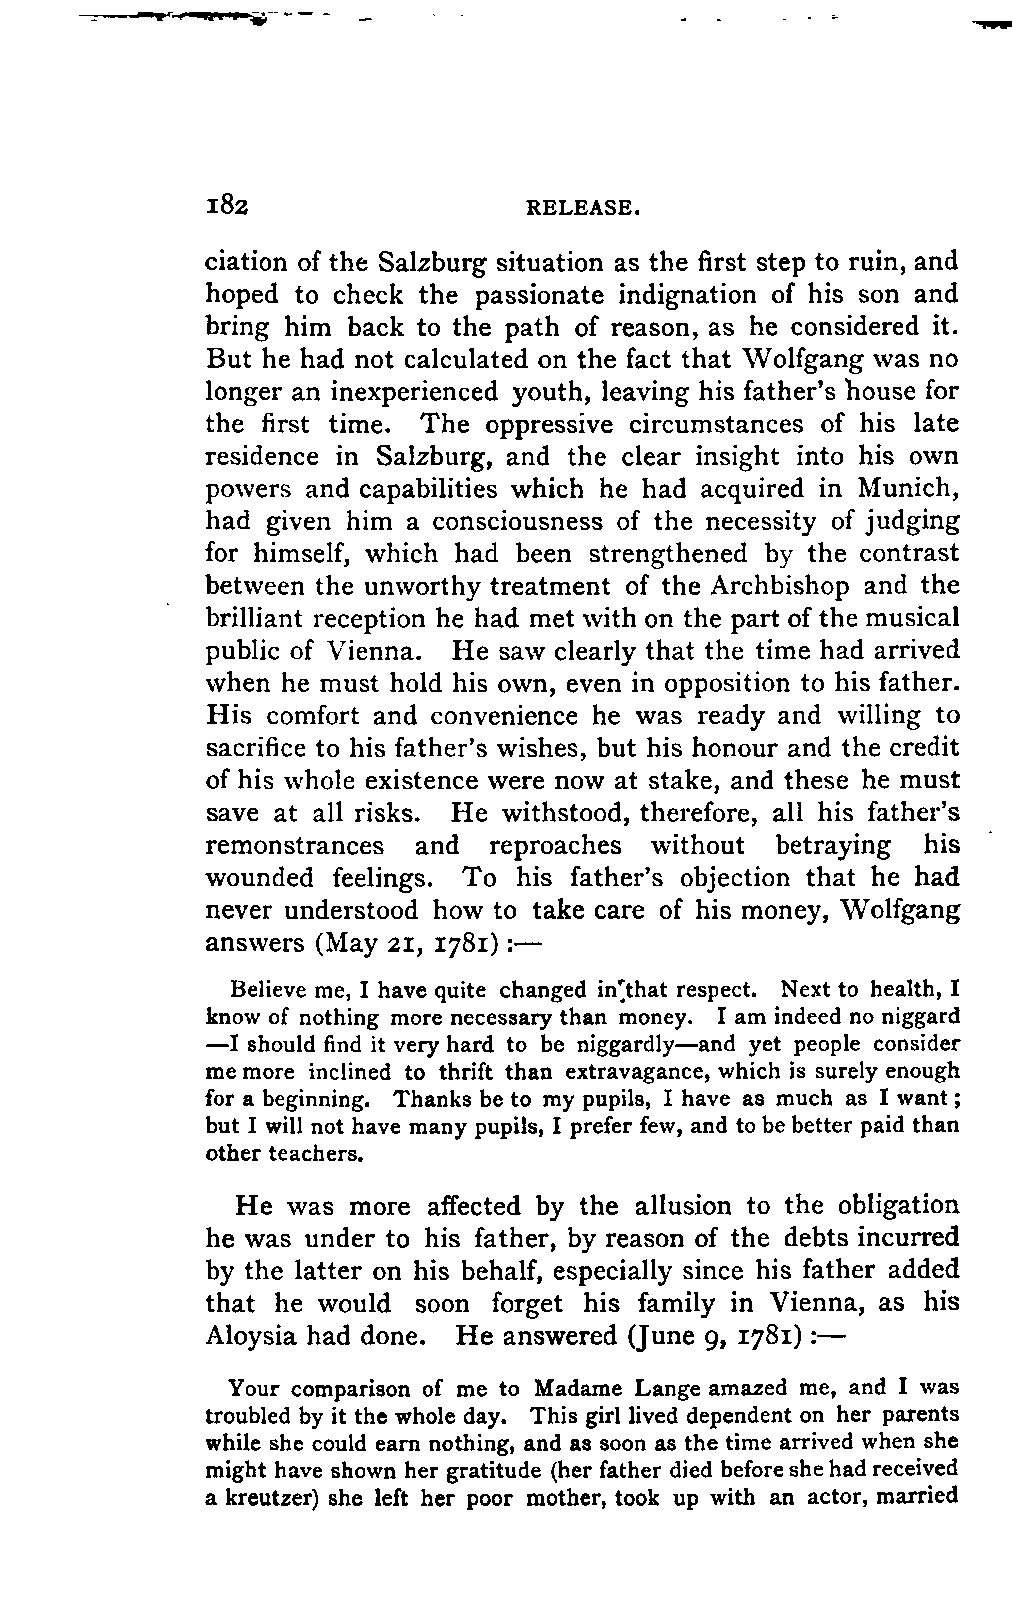 182 RELEASE.
ciation of the Salzburg situation as the first step to ruin, and
hoped to check the passionate indignation of his son and
bring him back to the path of reason, as he considered it.
But he had not calculated on the fact that Wolfgang was no
longer an inexperienced youth, leaving his father's house for
the first time. The oppressive circumstances of his late
residence in Salzburg, and the clear insight into his own
powers and capabilities which he had acquired in Munich,
had given him a consciousness of the necessity of judging
for himself, which had been strengthened by the contrast
between the unworthy treatment of the Archbishop and the
brilliant reception he had met with on the part of the musical
public of Vienna. He saw clearly that the time had arrived
when he must hold his own, even in opposition to his father.
His comfort and convenience he was ready and willing to
sacrifice to his father's wishes, but his honour and the credit
of his whole existence were now at stake, and these he must
save at all risks. He withstood, therefore, all his father's
remonstrances and reproaches without betraying his
wounded feelings. To his father's objection that he had
never understood how to take care of his money, Wolfgang
answers (May 21, 1781) :—
Believe me, I have quite changed in that respect. Next to health, I
know of nothing more necessary than money. I am indeed no niggard
—I should find it very hard to be niggardly—and yet people consider
me more inclined to thrift than extravagance, which is surely enough
for a beginning. Thanks be to my pupils, I have as much as I want ;
but I will not have many pupils, I prefer few, and to be better paid than
other teachers.
He was more affected by the allusion to the obligation
he was under to his father, by reason of the debts incurred
by the latter on his behalf, especially since his father added
that he would soon forget his family in Vienna, as his
Aloysia had done. He answered (June 9, 1781) :—
Your comparison of me to Madame Lange amazed me, and I was
troubled by it the whole day. This girl lived dependent on her parents
while she could earn nothing, and as soon as the time arrived when she
might have shown her gratitude (her father died before she had received
a kreutzer) she left her poor mother, took up with an actor, married